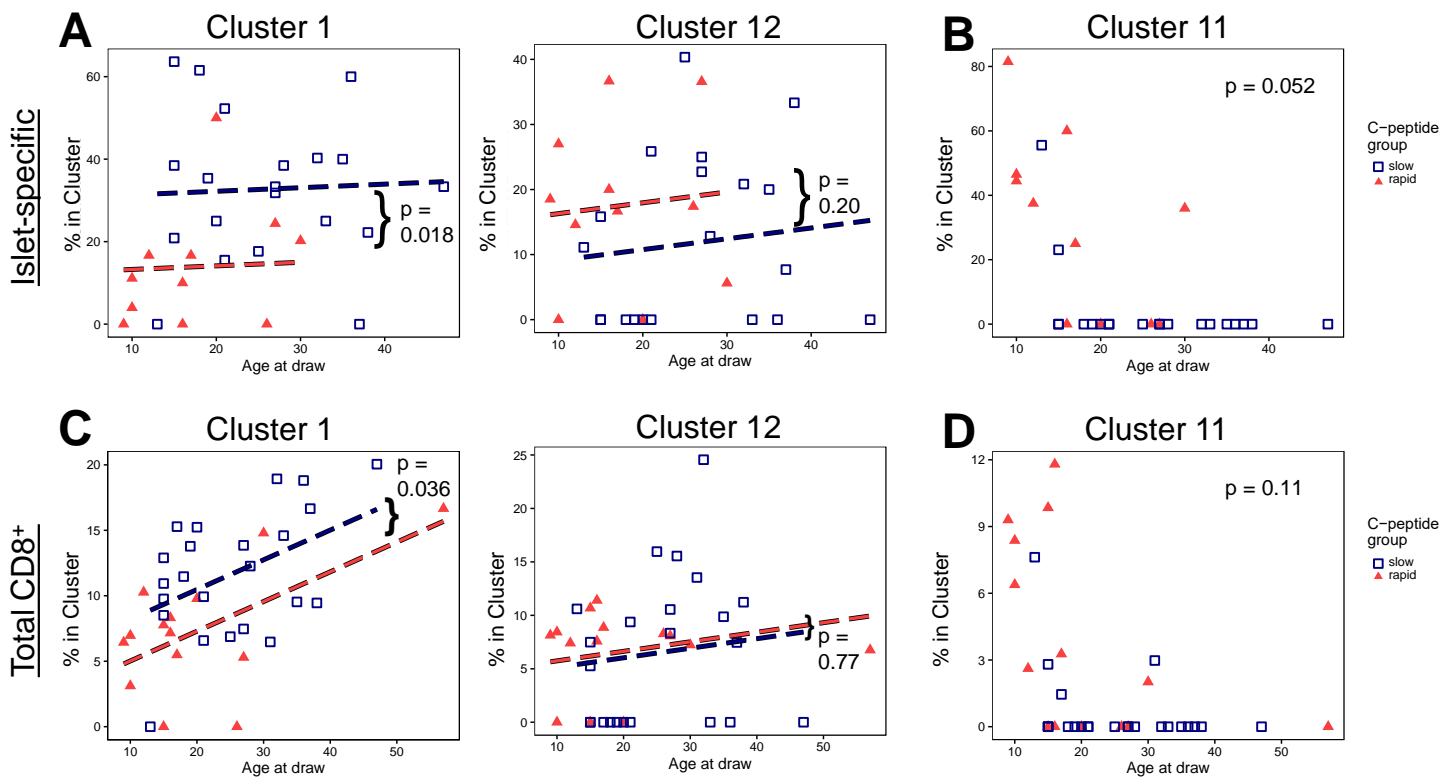 A
Cluster 1
Cluster 12
B
Cluster 11
Islet-specific
% in Cluster
60
40
20
0
p =
0.018
10
20
30
40
Age at draw
% in Cluster
40
30
20
10
0
p =
0.20
10
20
30
40
Age at draw
% in Cluster
80
60
40
20
0
p = 0.052
10
20
30
40
Age at draw
C−peptide
group
slow
rapid
C
Cluster 1
Cluster 12
D
Cluster 11
Total CD8+
% in Cluster
20
15
10
5
0
p =
0.036
10
20
30
40
50
Age at draw
% in Cluster
25
20
15
10
5
0
p =
0.77
10
20
30
40
50
Age at draw
% in Cluster
12
9
6
3
0
p = 0.11
10
20
30
40
50
Age at draw
C−peptide
group
slow
rapid